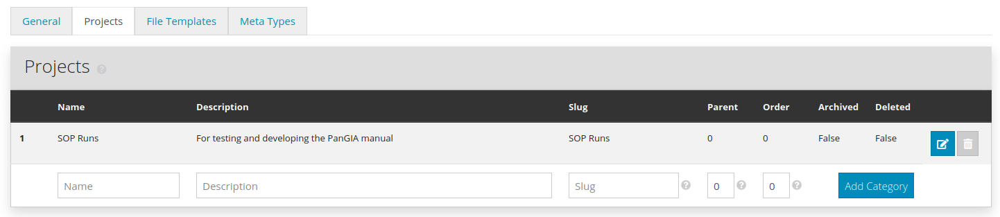 General Projects File Templates Meta Types
Projects ?
Name Description Slug Parent Order Archived Deleted
1 SOP Runs For testing and developing the PanGIA manual SOP Runs 0 0 False False
Name Description Slug ? 0 ? 0 ? Add Category